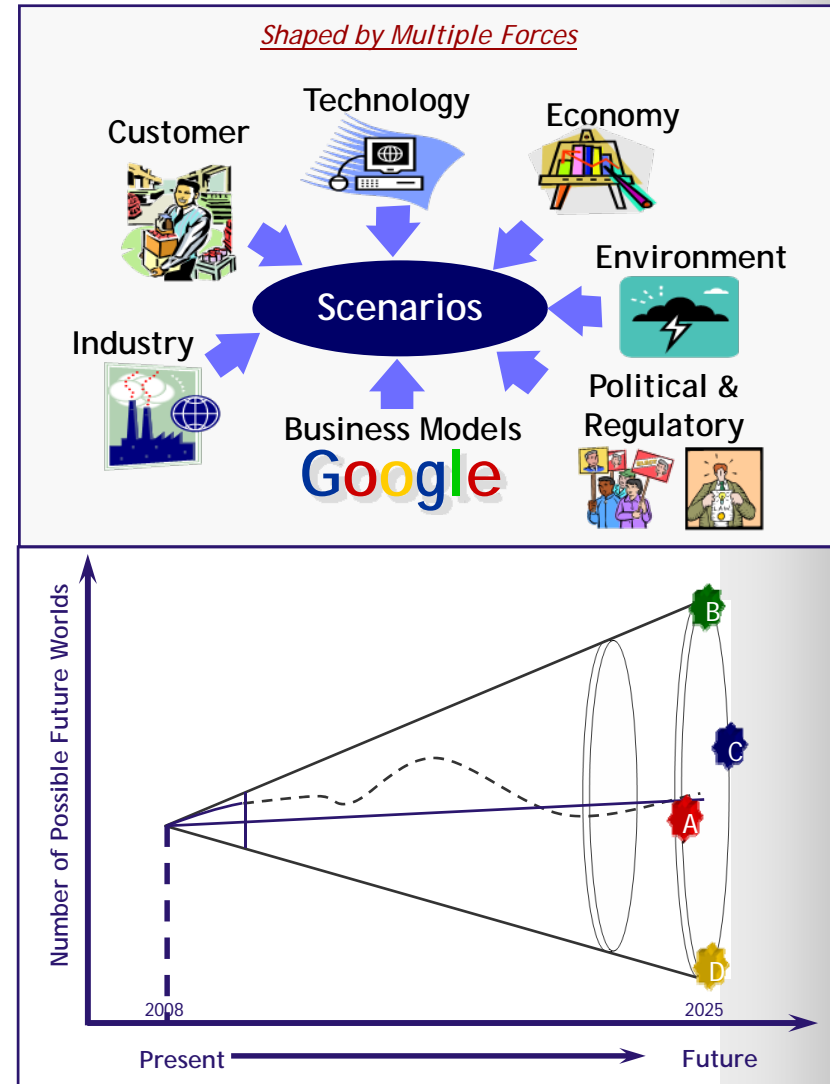 Shaped by Multiple Forces
Technology
Customer
Economy
Environment
Scenarios
Industry
Political &
Regulatory
Business Models
Google
LAW
Number of Possible Future Worlds
B
C
A
D
2008
2025
Present
Future